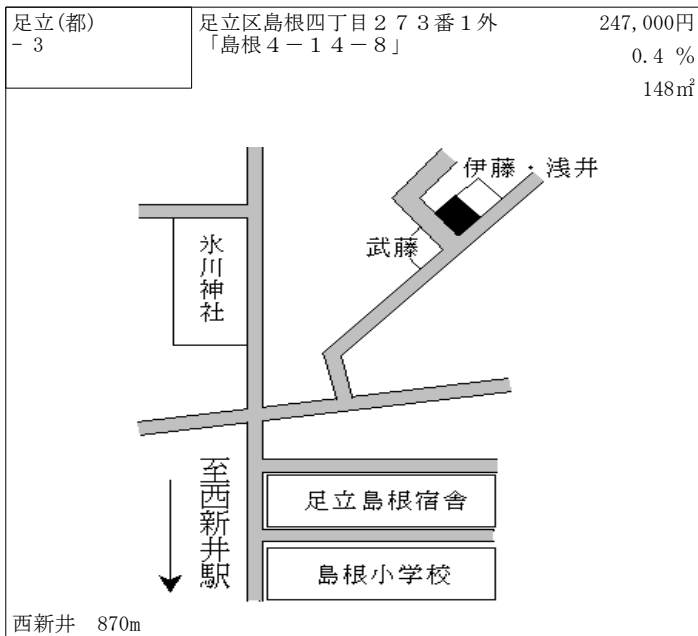 足立(都)
- 3
足立区島根四丁目２７３番１外
「島根４－１４－８」
247,000円
0.4 %
148㎡
伊藤・浅井
武藤
氷川神社
至西新井駅
足立島根宿舎
島根小学校
西新井 870m